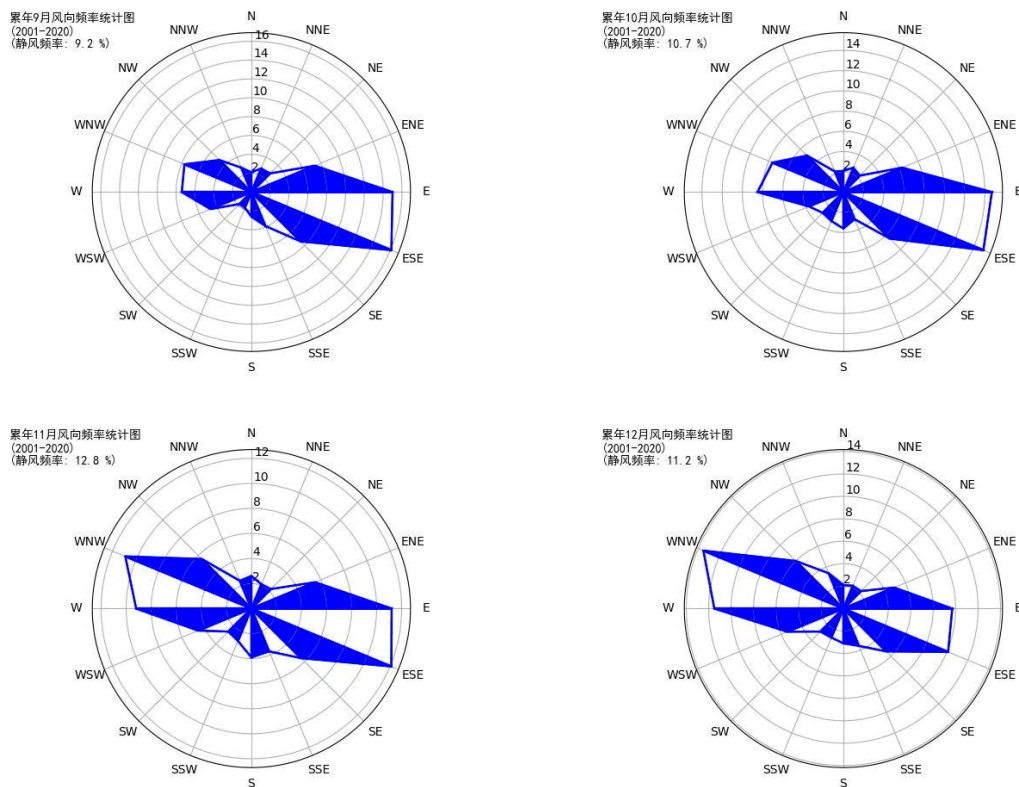 累年9月风向频率统计图
(2001-2020)
(静风频率: 9.2 %)
N
NNE
NE
ENE
E
ESE
SE
SSE
S
SSW
SW
WSW
W
WNW
NW
NNW
16
14
12
10
8
6
4
2
累年10月风向频率统计图
(2001-2020)
(静风频率: 10.7 %)
N
NNE
NE
ENE
E
ESE
SE
SSE
S
SSW
SW
WSW
W
WNW
NW
NNW
14
12
10
8
6
4
2
累年11月风向频率统计图
(2001-2020)
(静风频率: 12.8 %)
N
NNE
NE
ENE
E
ESE
SE
SSE
S
SSW
SW
WSW
W
WNW
NW
NNW
12
10
8
6
4
2
累年12月风向频率统计图
(2001-2020)
(静风频率: 11.2 %)
N
NNE
NE
ENE
E
ESE
SE
SSE
S
SSW
SW
WSW
W
WNW
NW
NNW
14
12
10
8
6
4
2